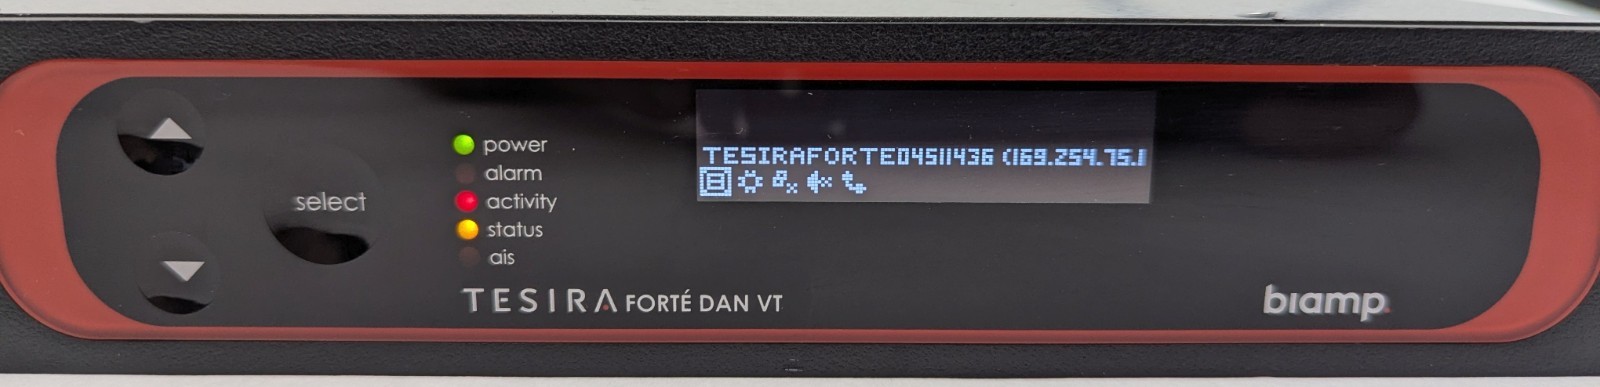 select
power
alarm
activity
status
ais
TESIRAFORTE04511436 (169.254.75.1
TESIRA FORTÉ DAN VT
biamp.